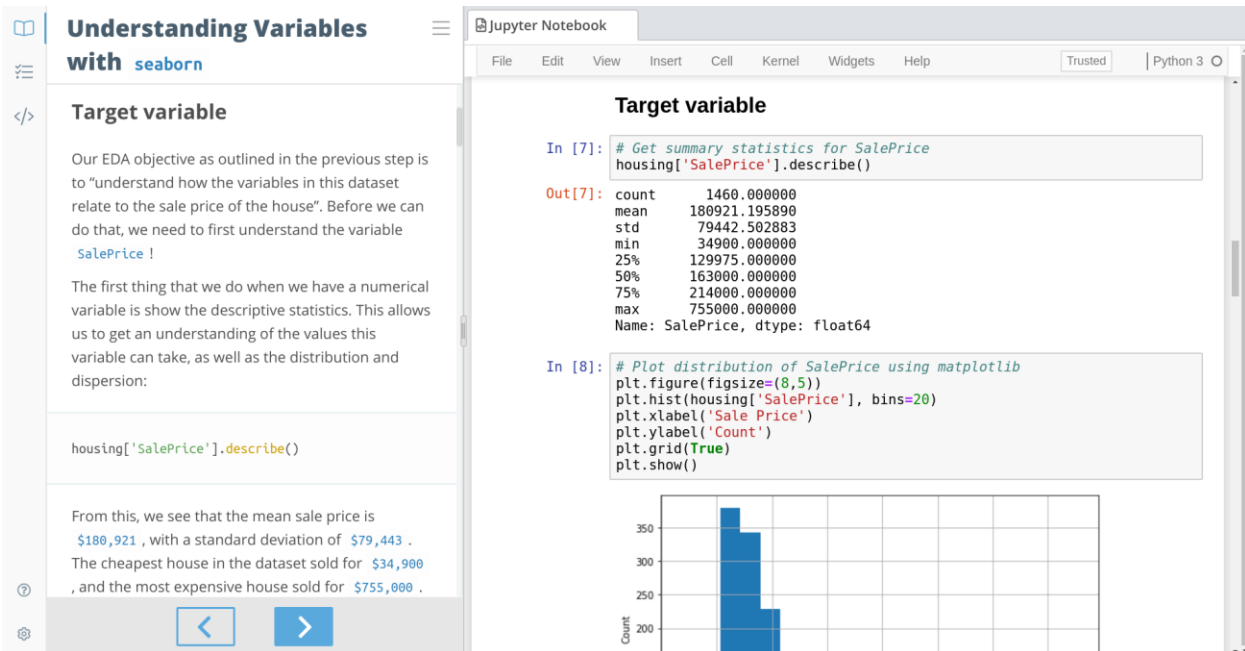 Understanding Variables
with seaborn
Target variable
Our EDA objective as outlined in the previous step is
to “understand how the variables in this dataset
relate to the sale price of the house”. Before we can
do that, we need to first understand the variable
SalePrice !
The first thing that we do when we have a numerical
variable is show the descriptive statistics. This allows
us to get an understanding of the values this
variable can take, as well as the distribution and
dispersion:
housing['SalePrice'].describe()
From this, we see that the mean sale price is
$180,921 , with a standard deviation of $79,443 .
The cheapest house in the dataset sold for $34,900
, and the most expensive house sold for $755,000 .
Jupyter Notebook
File Edit View Insert Cell Kernel Widgets Help Trusted Python 3
Target variable
In [7]: # Get summary statistics for SalePrice
housing['SalePrice'].describe()
Out[7]: count 1460.000000
mean 180921.195890
std 79442.502883
min 34900.000000
25% 129975.000000
50% 163000.000000
75% 214000.000000
max 755000.000000
Name: SalePrice, dtype: float64
In [8]: # Plot distribution of SalePrice using matplotlib
plt.figure(figsize=(8,5))
plt.hist(housing['SalePrice'], bins=20)
plt.xlabel('Sale Price')
plt.ylabel('Count')
plt.grid(True)
plt.show()
350
300
250
200
Count